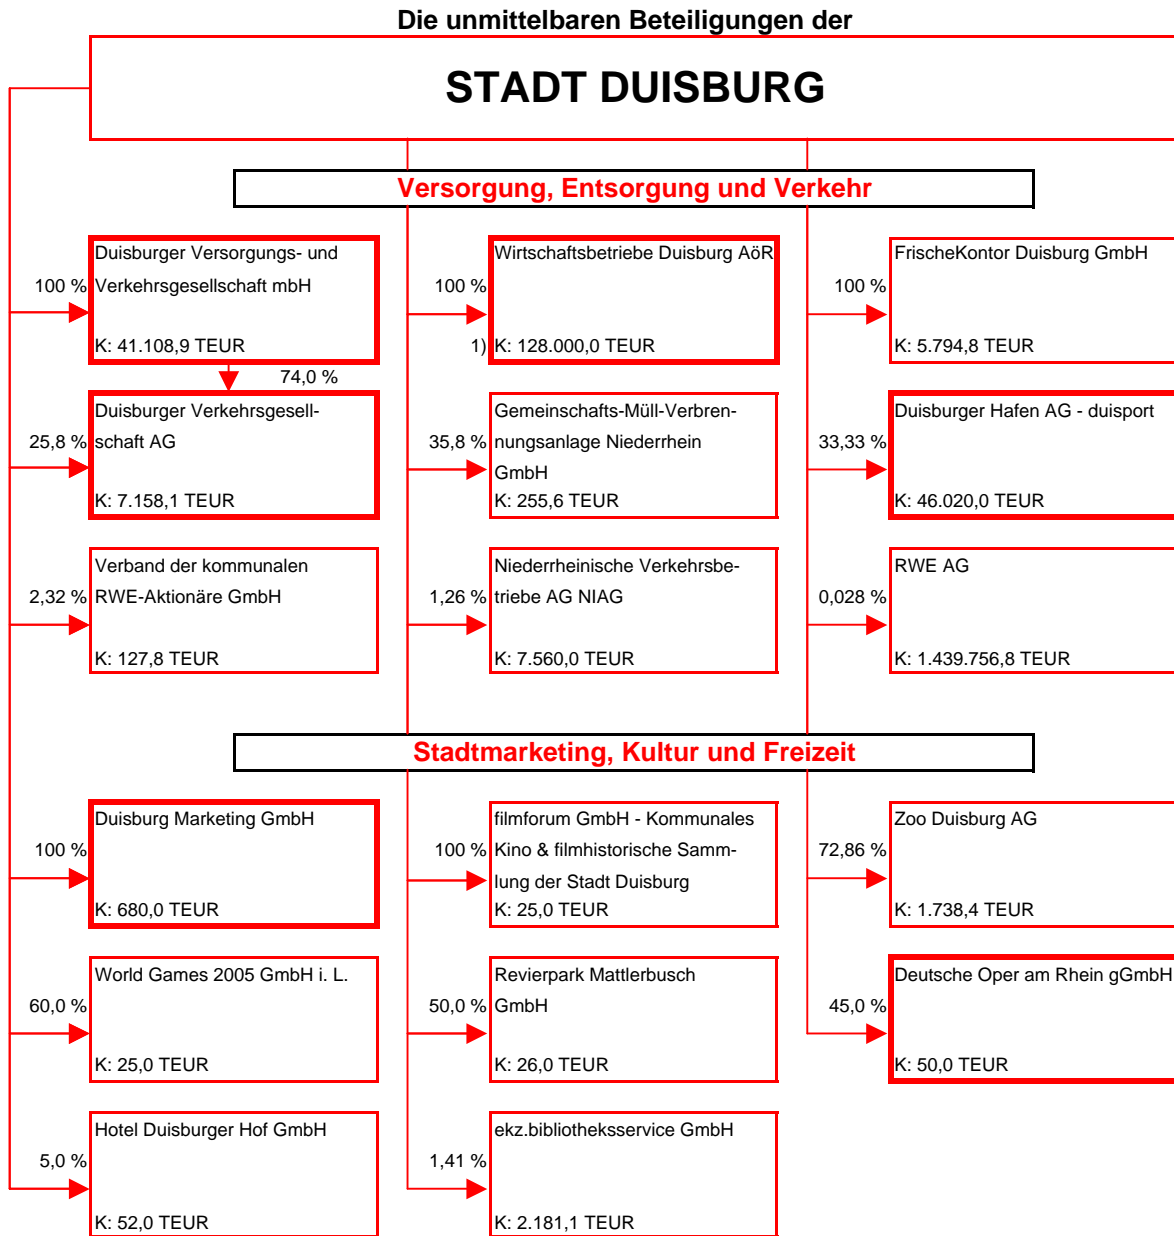 Die unmittelbaren Beteiligungen der
STADT DUISBURG
Versorgung, Entsorgung und Verkehr
Duisburger Versorgungs- und
100 % Verkehrsgesellschaft mbH
K: 41.108,9 TEUR
74,0 %
Wirtschaftsbetriebe Duisburg AöR
100 %
1) K: 128.000,0 TEUR
FrischeKontor Duisburg GmbH
100 %
K: 5.794,8 TEUR
Duisburger Verkehrsgesell-
25,8 % schaft AG
K: 7.158,1 TEUR
Gemeinschafts-Müll-Verbren-
35,8 % nungsanlage Niederrhein
GmbH
K: 255,6 TEUR
Duisburger Hafen AG - duisport
33,33 %
K: 46.020,0 TEUR
Verband der kommunalen
2,32 % RWE-Aktionäre GmbH
K: 127,8 TEUR
Niederrheinische Verkehrsbe-
1,26 % triebe AG NIAG
K: 7.560,0 TEUR
RWE AG
0,028 %
K: 1.439.756,8 TEUR
Stadtmarketing, Kultur und Freizeit
Duisburg Marketing GmbH
100 %
K: 680,0 TEUR
filmforum GmbH - Kommunales
100 % Kino & filmhistorische Samm-
lung der Stadt Duisburg
K: 25,0 TEUR
Zoo Duisburg AG
72,86 %
K: 1.738,4 TEUR
World Games 2005 GmbH i. L.
60,0 %
K: 25,0 TEUR
Revierpark Mattlerbusch
50,0 % GmbH
K: 26,0 TEUR
Deutsche Oper am Rhein gGmbH
45,0 %
K: 50,0 TEUR
Hotel Duisburger Hof GmbH
5,0 %
K: 52,0 TEUR
ekz.bibliotheksservice GmbH
1,41 %
K: 2.181,1 TEUR